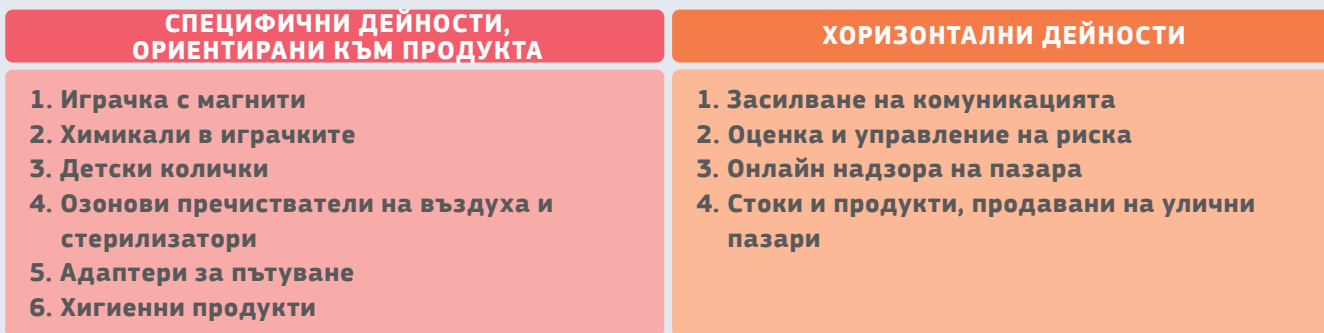 СПЕЦИФИЧНИ ДЕЙНОСТИ,
ОРИЕНТИРАНИ КЪМ ПРОДУКТА
1. Играчка с магнити
2. Химикали в играчките
3. Детски колички
4. Озонови пречистватели на въздуха и
стерилизатори
5. Адаптери за пътуване
6. Хигиенни продукти
ХОРИЗОНТАЛНИ ДЕЙНОСТИ
1. Засилване на комуникацията
2. Оценка и управление на риска
3. Онлайн надзора на пазара
4. Стоки и продукти, продавани на улични
пазари